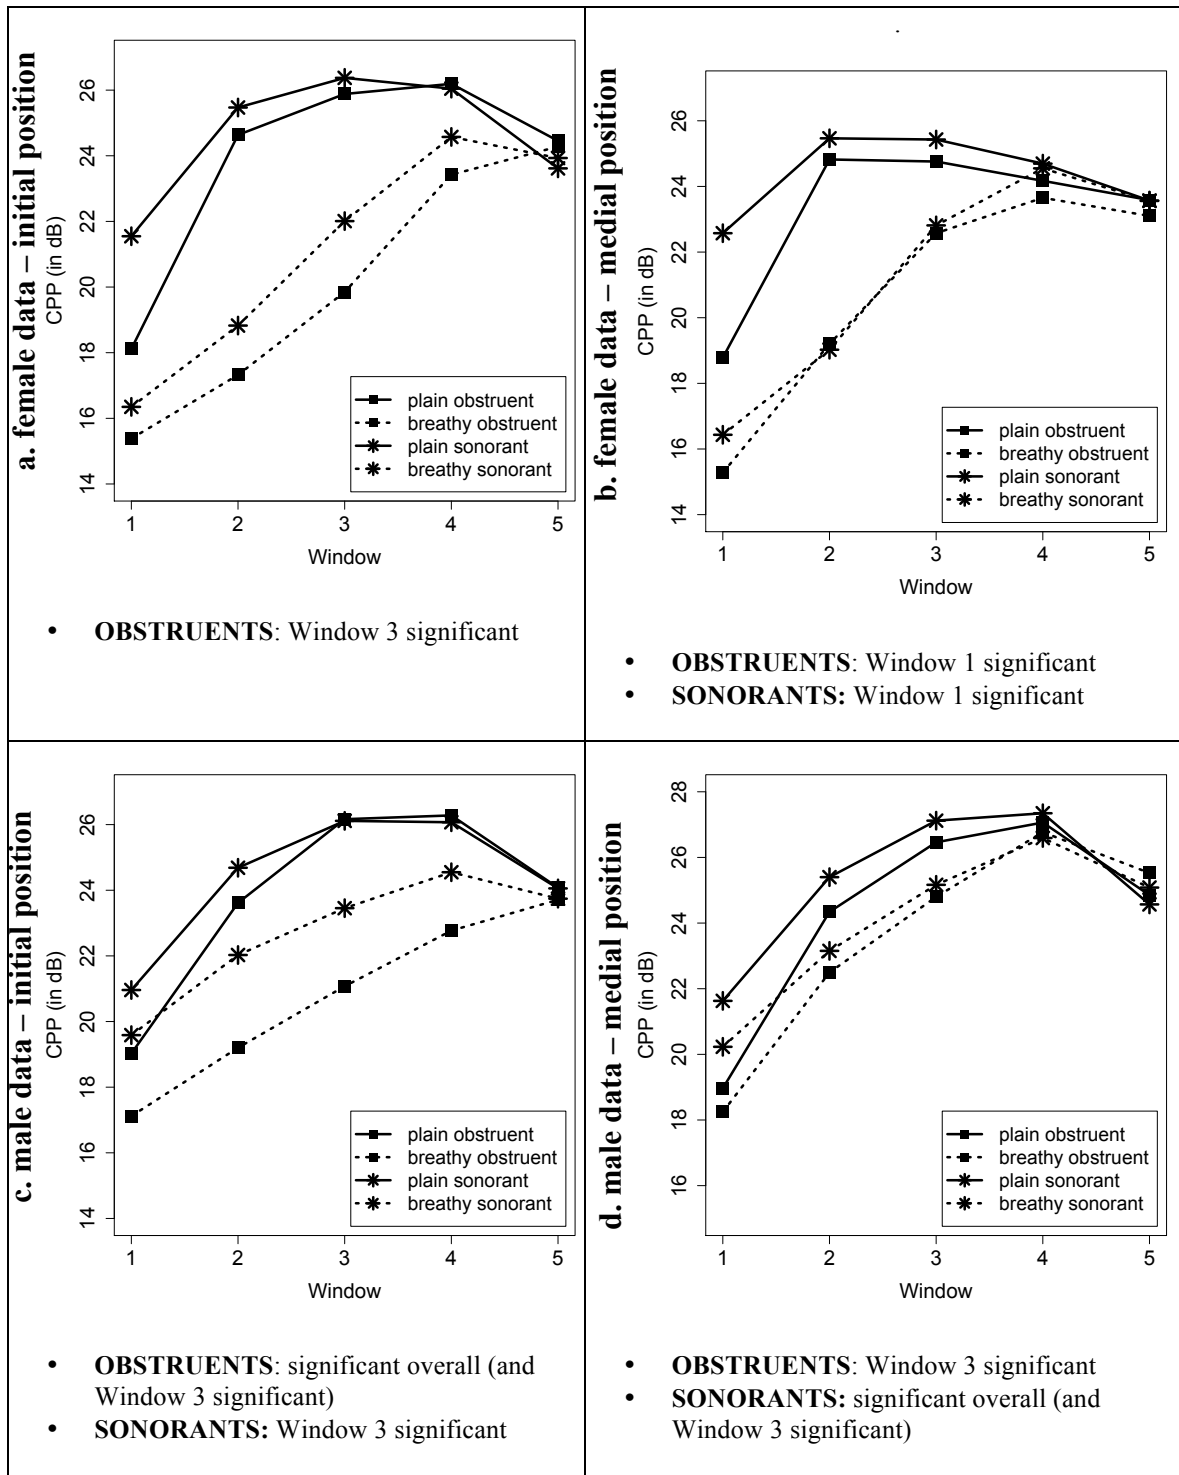 a. female data – initial position
CPP (in dB)
26
24
22
20
18
16
14
plain obstruent
breathy obstruent
plain sonorant
breathy sonorant
1 2 3 4 5
Window
• OBSTRUENTS: Window 3 significant
b. female data – medial position
CPP (in dB)
26
24
22
20
18
16
14
plain obstruent
breathy obstruent
plain sonorant
breathy sonorant
1 2 3 4 5
Window
• OBSTRUENTS: Window 1 significant
• SONORANTS: Window 1 significant
c. male data – initial position
CPP (in dB)
26
24
22
20
18
16
14
plain obstruent
breathy obstruent
plain sonorant
breathy sonorant
1 2 3 4 5
Window
• OBSTRUENTS: significant overall (and
Window 3 significant)
• SONORANTS: Window 3 significant
d. male data – medial position
CPP (in dB)
28
26
24
22
20
18
16
plain obstruent
breathy obstruent
plain sonorant
breathy sonorant
1 2 3 4 5
Window
• OBSTRUENTS: Window 3 significant
• SONORANTS: significant overall (and
Window 3 significant)